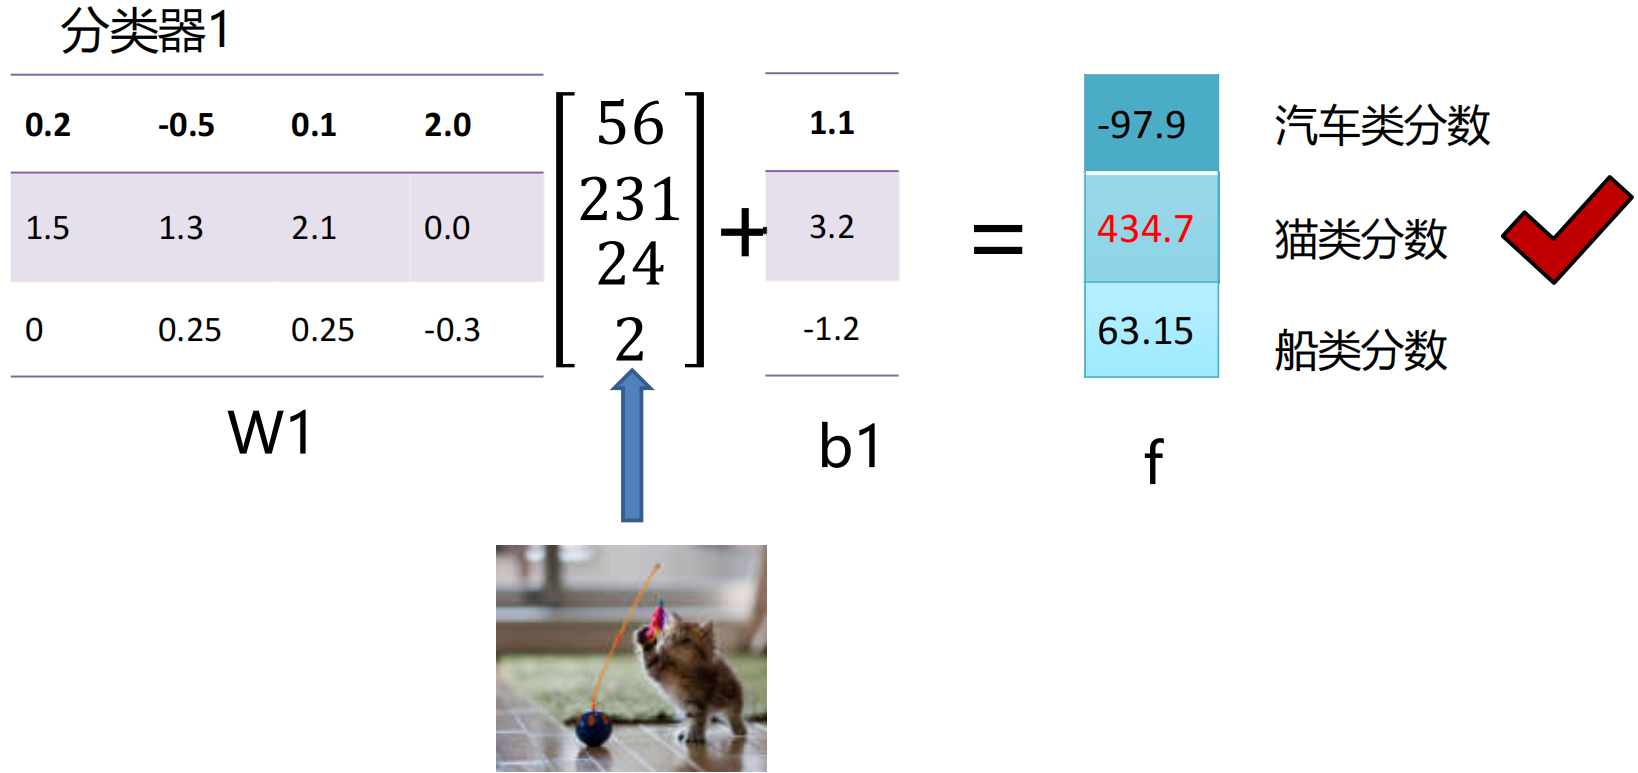 分类器1
0.2 -0.5 0.1 2.0 56 1.1 -97.9 汽车类分数
1.5 1.3 2.1 0.0 231 + 3.2 = 434.7 猫类分数
24
0 0.25 0.25 -0.3 2 -1.2 63.15 船类分数
W1 b1 f